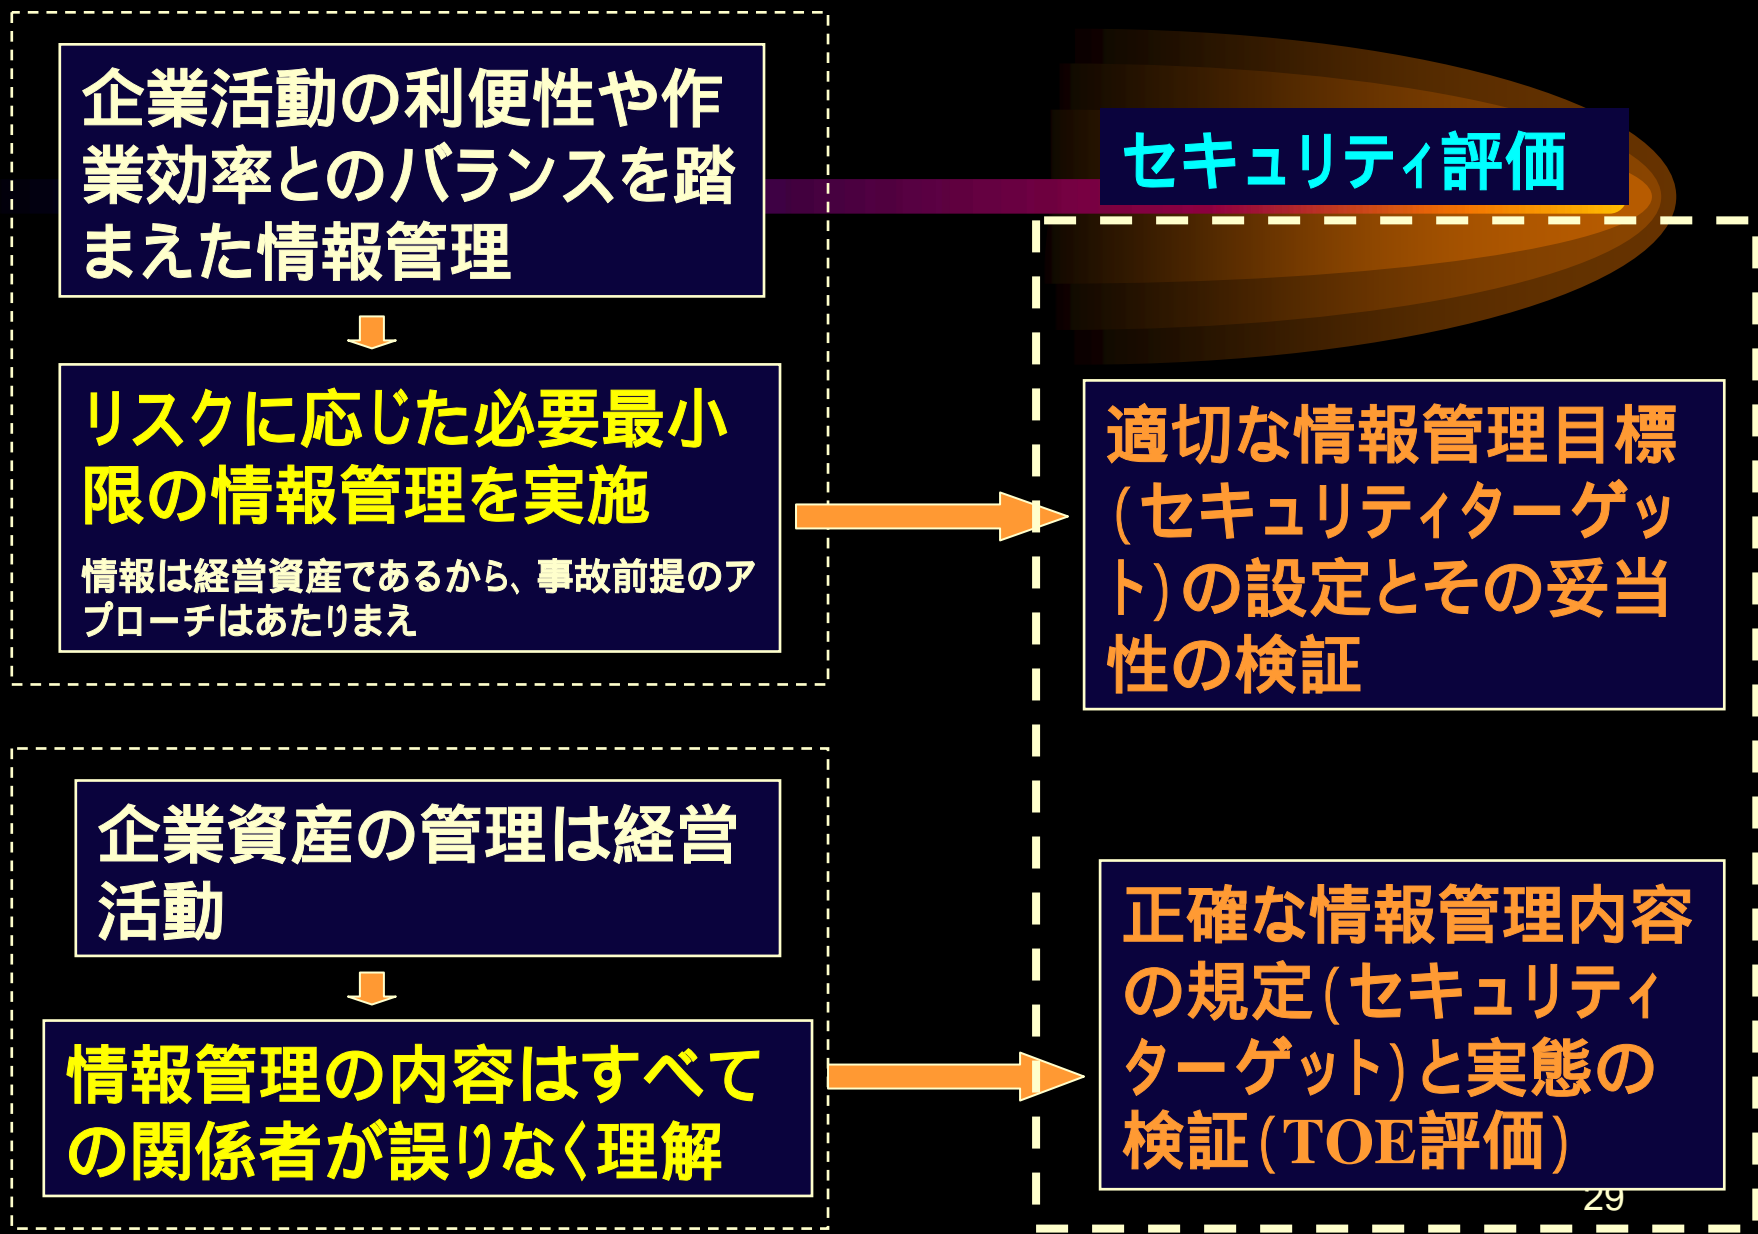 企業活動の利便性や作
業効率とのバランスを踏
まえた情報管理
リスクに応じた必要最小
限の情報管理を実施
情報は経営資産であるから、事故前提のア
プローチはあたりまえ
企業資産の管理は経営
活動
情報管理の内容はすべて
の関係者が誤りなく理解
セキュリティ評価
適切な情報管理目標
(セキュリティターゲッ
ト)の設定とその妥当
性の検証
正確な情報管理内容
の規定(セキュリティ
ターゲット)と実態の
検証(TOE評価)
29